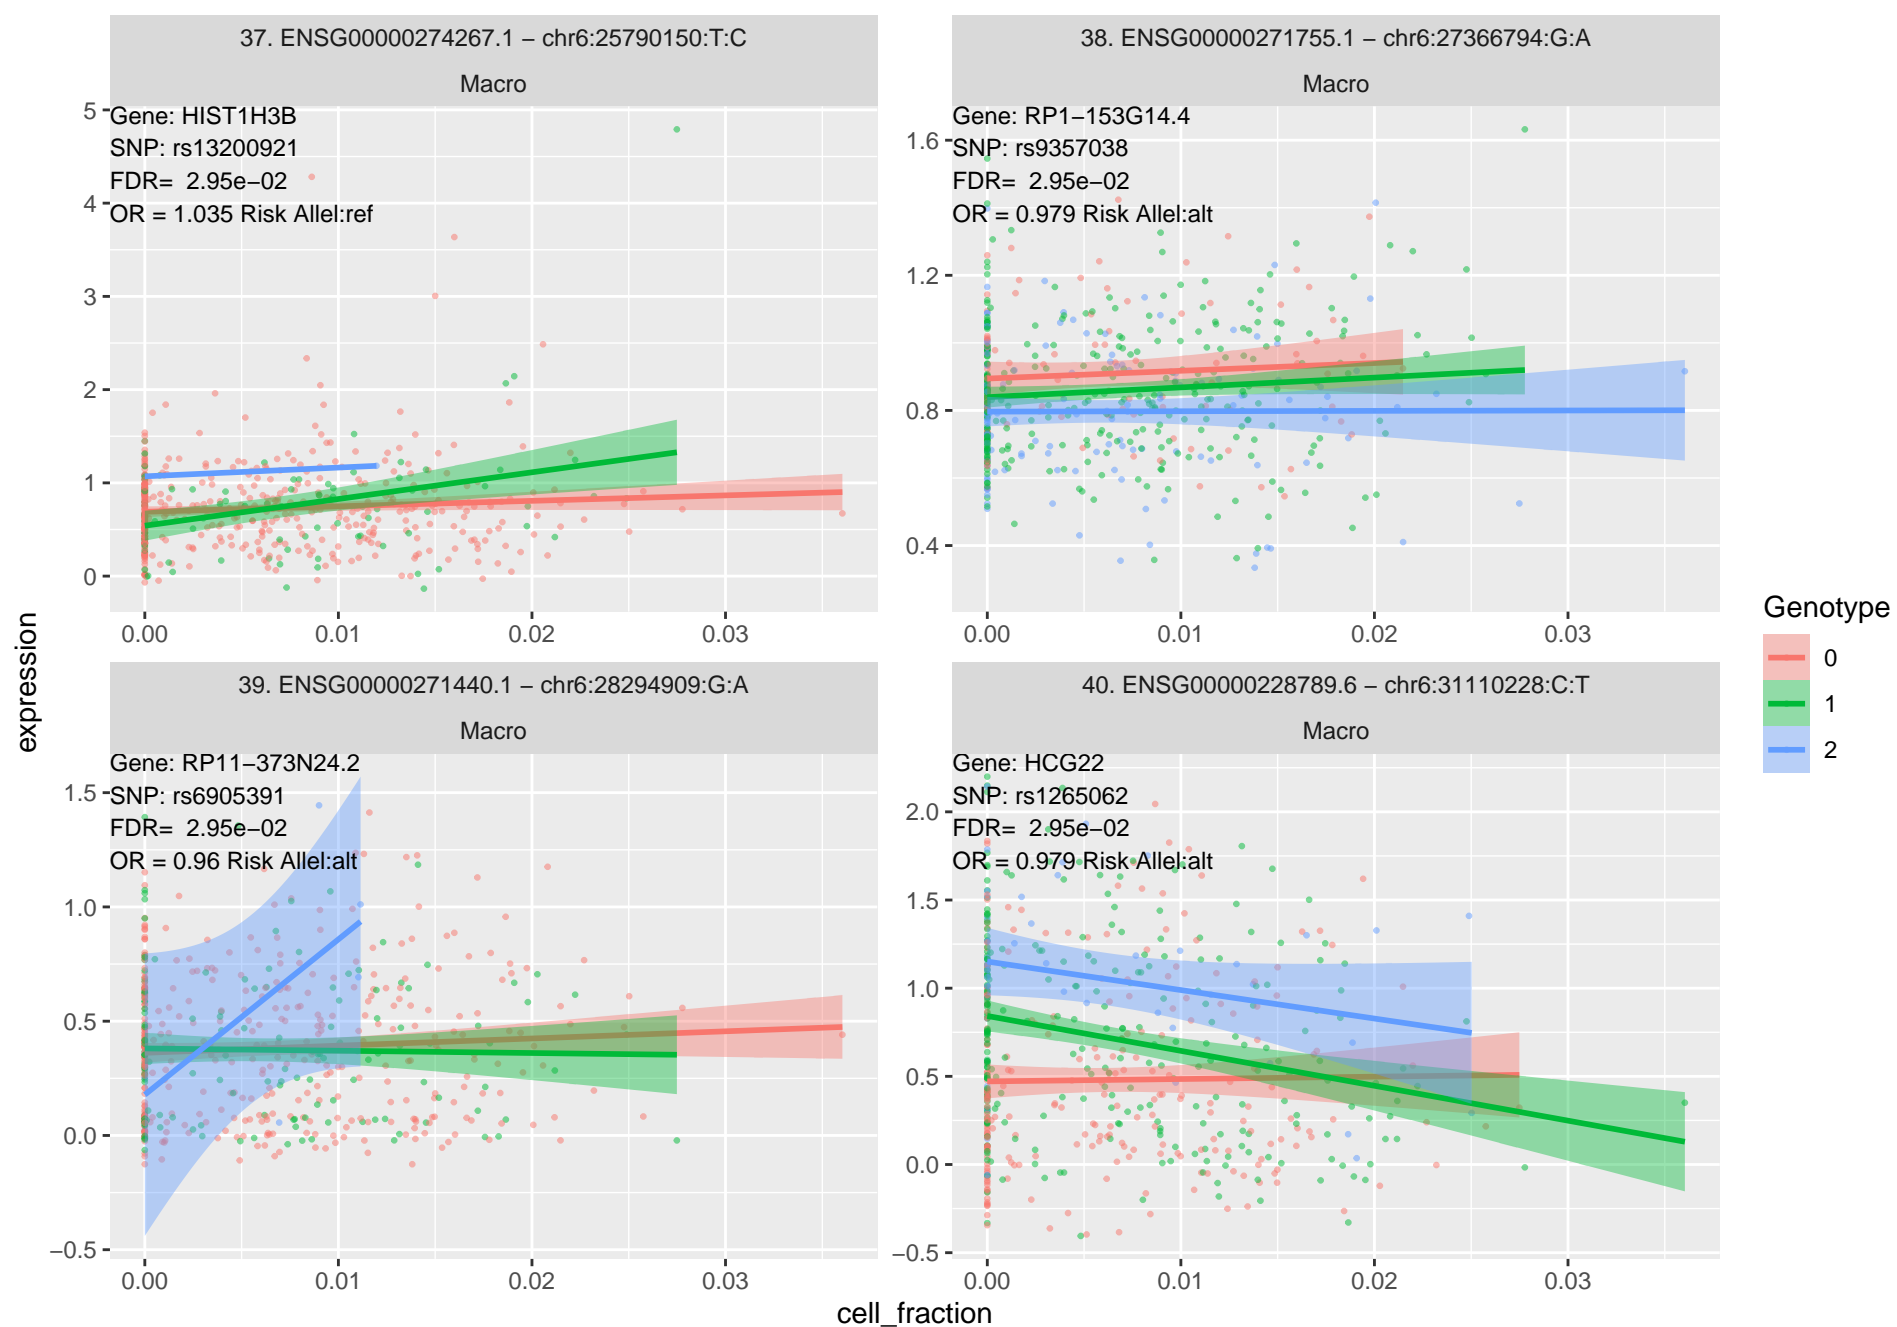 37. ENSG00000274267.1 – chr6:25790150:T:C
Macro
Gene: HIST1H3B
SNP: rs13200921
FDR= 2.95e−02
OR = 1.035 Risk Allel:ref
5
4
3
2
1
0
0.00 0.01 0.02 0.03
38. ENSG00000271755.1 – chr6:27366794:G:A
Macro
Gene: RP1−153G14.4
SNP: rs9357038
FDR= 2.95e−02
OR = 0.979 Risk Allel:alt
1.6
1.2
0.8
0.4
0.00 0.01 0.02 0.03
39. ENSG00000271440.1 – chr6:28294909:G:A
Macro
Gene: RP11−373N24.2
SNP: rs6905391
FDR= 2.95e−02
OR = 0.96 Risk Allel:alt
1.5
1.0
0.5
0.0
−0.5
0.00 0.01 0.02 0.03
40. ENSG00000228789.6 – chr6:31110228:C:T
Macro
Gene: HCG22
SNP: rs1265062
FDR= 2.95e−02
OR = 0.979 Risk Allel:alt
2.0
1.5
1.0
0.5
0.0
−0.5
0.00 0.01 0.02 0.03
expression
cell_fraction
Genotype
0
1
2